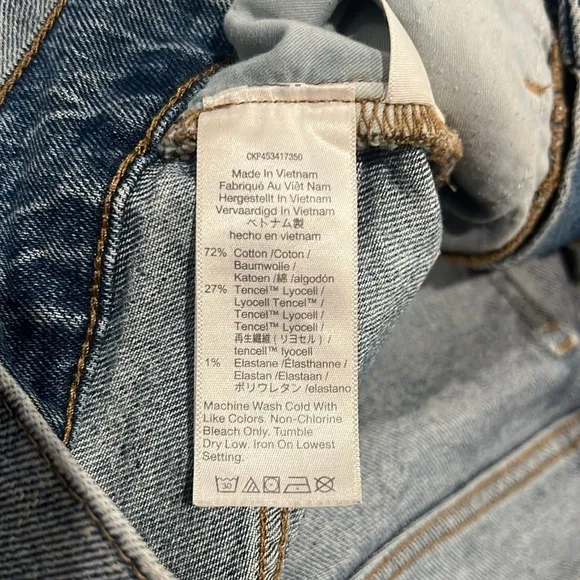 CKP453417350
Made In Vietnam
Fabriqué Au Viêt Nam
Hergestellt In Vietnam
Vervaardigd In Vietnam
ベトナム製
hecho en vietnam
72% Cotton /Coton /
Baumwolle /
Katoen /綿 /algodón
27% Tencel™ Lyocell /
Lyocell Tencel™ /
Tencel™ Lyocell /
Tencel™ Lyocell /
再生繊維 ( リヨセル ) /
tencell™ lyocell
1% Elastane /Élasthanne /
Elastan /Elastaan /
ポリウレタン /elastano
Machine Wash Cold With
Like Colors. Non-Chlorine
Bleach Only. Tumble
Dry Low. Iron On Lowest
Setting.
30